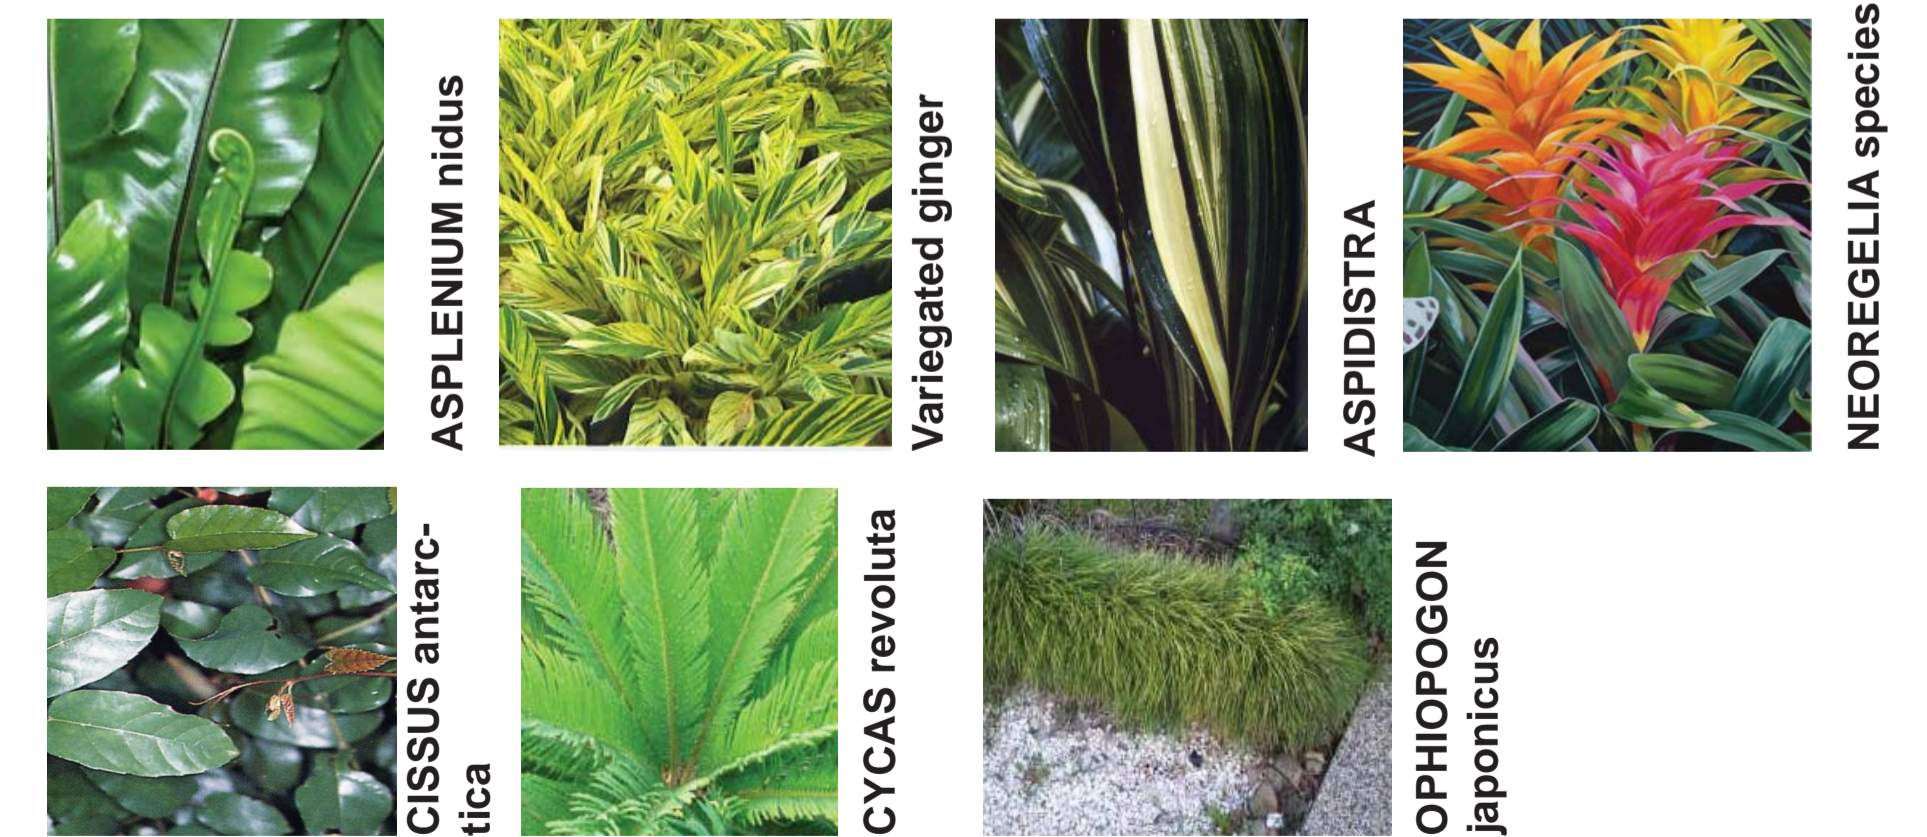 ASPLENIUM nidus
Variegated ginger
ASPIDISTRA
NEOREGELIA species
CISSUS antarc-
tica
CYCAS revoluta
OPHIOPOGON
japonicus